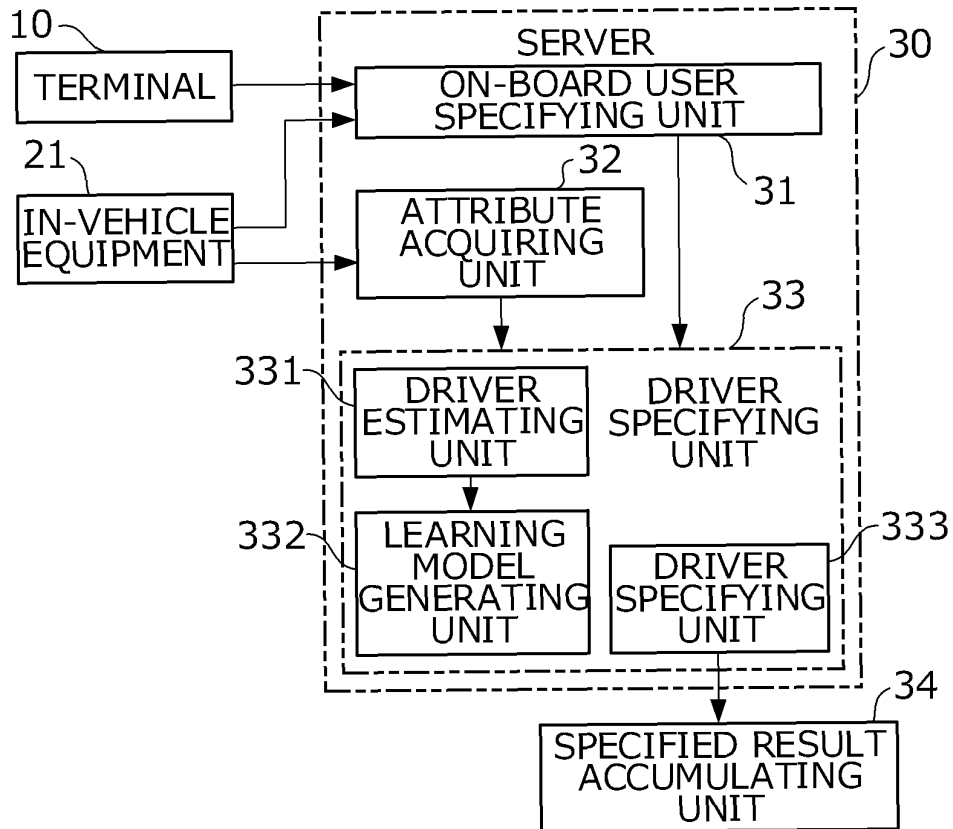 10
TERMINAL
21
IN-VEHICLE
EQUIPMENT
SERVER
30
ON-BOARD USER
SPECIFYING UNIT
31
32
ATTRIBUTE
ACQUIRING
UNIT
33
331
DRIVER
ESTIMATING
UNIT
DRIVER
SPECIFYING
UNIT
332
LEARNING
MODEL
GENERATING
UNIT
333
DRIVER
SPECIFYING
UNIT
34
SPECIFIED RESULT
ACCUMULATING
UNIT